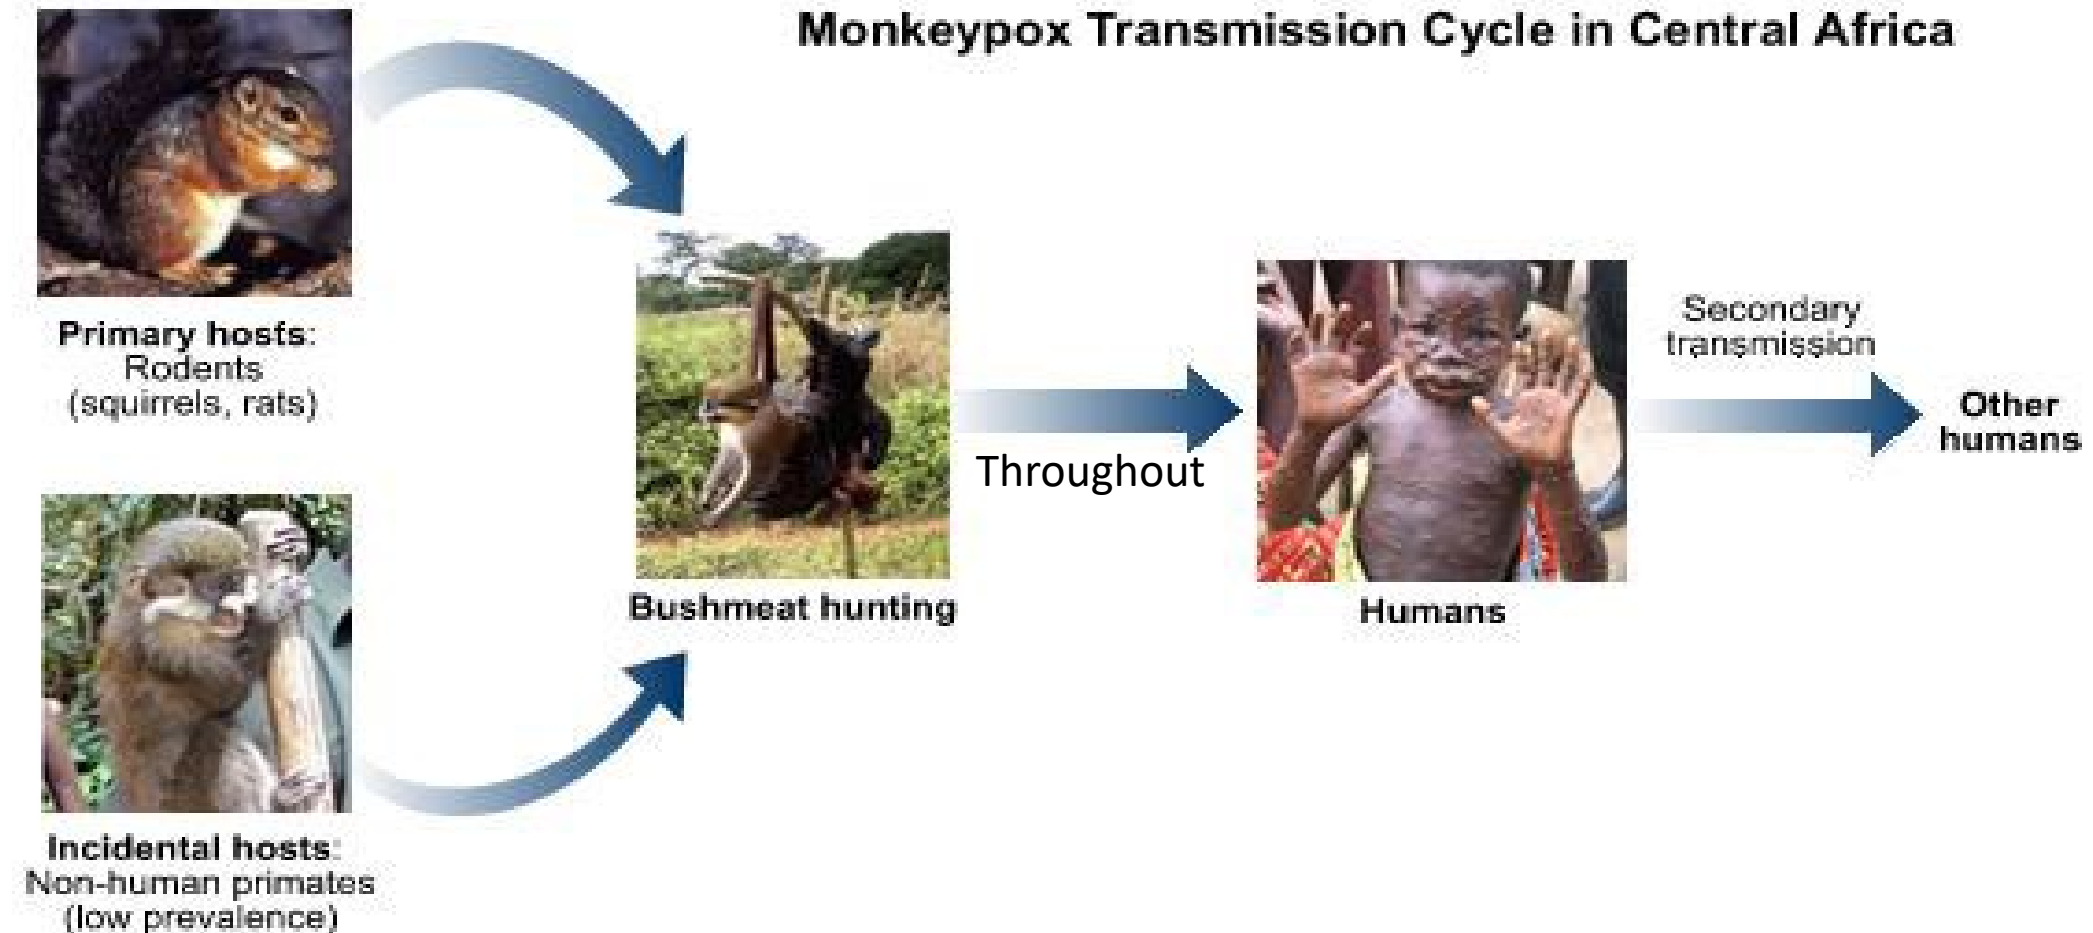 Monkeypox Transmission Cycle in Central Africa
Primary hosts:
Rodents
(squirrels, rats)
Bushmeat hunting
Throughout
Humans
Secondary
transmission
Other
humans
Incidental hosts:
Non-human primates
(low prevalence)